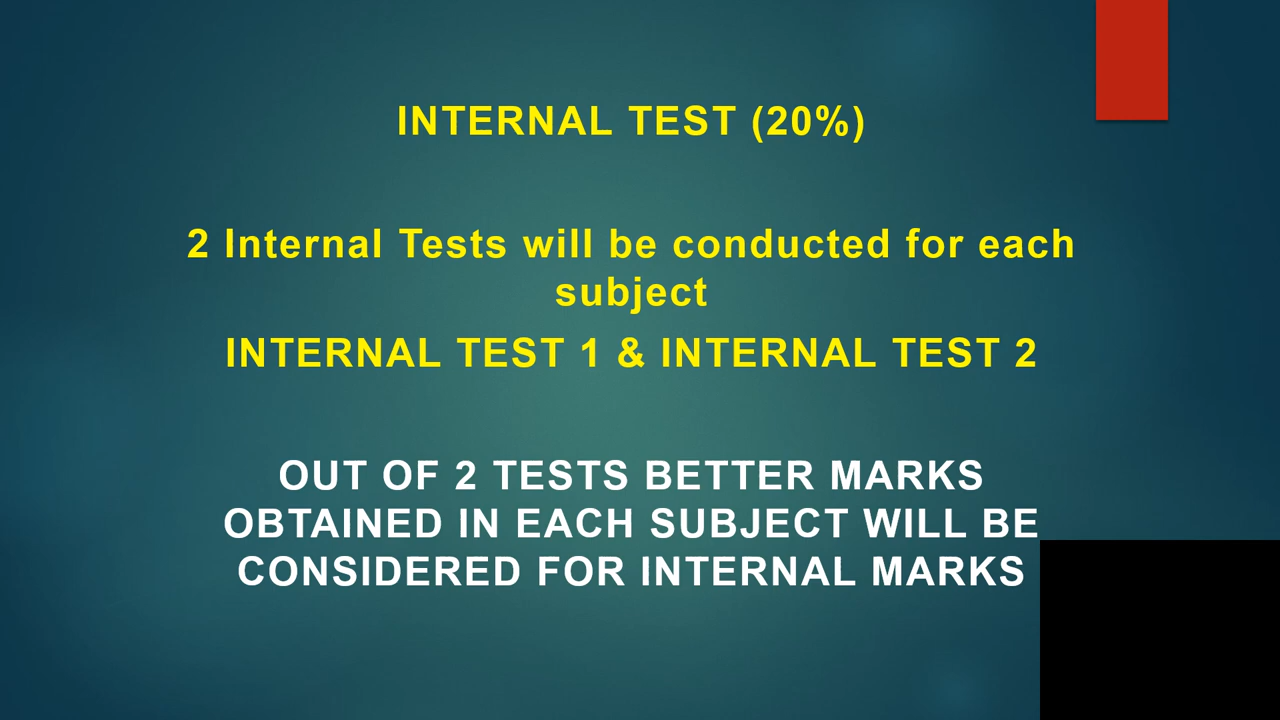 INTERNAL TEST (20%)
2 Internal Tests will be conducted for each
subject
INTERNAL TEST 1 & INTERNAL TEST 2
OUT OF 2 TESTS BETTER MARKS
OBTAINED IN EACH SUBJECT WILL BE
CONSIDERED FOR INTERNAL MARKS